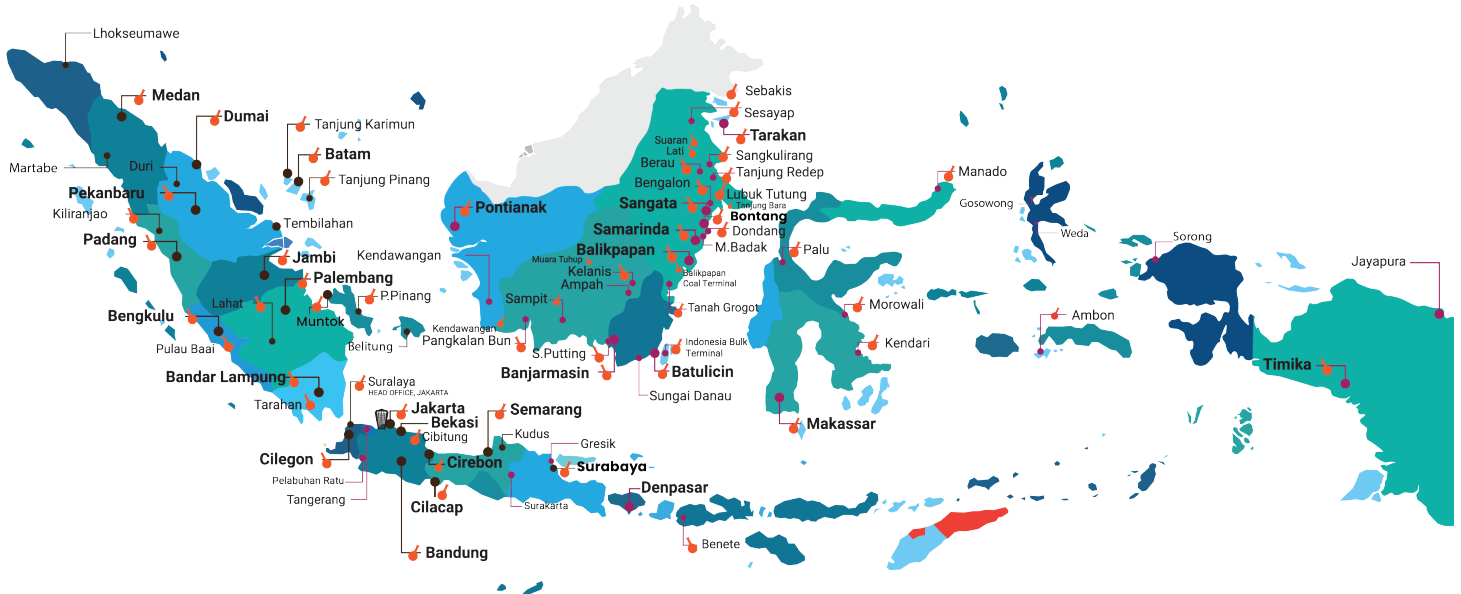 Lhokseumawe
Medan
Dumai
Tanjung Karimun
Batam
Tanjung Pinang
Martabe
Duri
Pekanbaru
Kiliranjao
Padang
Tembilahan
Jambi
Palembang
P.Pinang
Lahat
Muntok
Bengkulu
Pulau Baai
Belitung
Bandar Lampung
Tarahan
Suralaya
HEAD OFFICE, JAKARTA
Jakarta
Bekasi
Cibitung
Semarang
Kudus
Gresik
Surabaya
Cilegon
Cirebon
Pelabuhan Ratu
Tangerang
Cilacap
Surakarta
Bandung
Denpasar
Benete
Pontianak
Kendawangan
Kendawangan
Pangkalan Bun
Sampit
Muara Tuhup
Kelanis
Ampah
S.Putting
Banjarmasin
Sebakis
Sesayap
Tarakan
Suaran
Lati
Sangkulirang
Berau
Tanjung Redep
Bengalon
Lubuk Tutung
Sangata
Tanjung Bara
Bontang
Samarinda
Dondang
M.Badak
Balikpapan
Balikpapan
Coal Terminal
Tanah Grogot
Indonesia Bulk
Terminal
Batulicin
Sungai Danau
Palu
Manado
Morowali
Kendari
Makassar
Gosowong
Weda
Sorong
Ambon
Jayapura
Timika